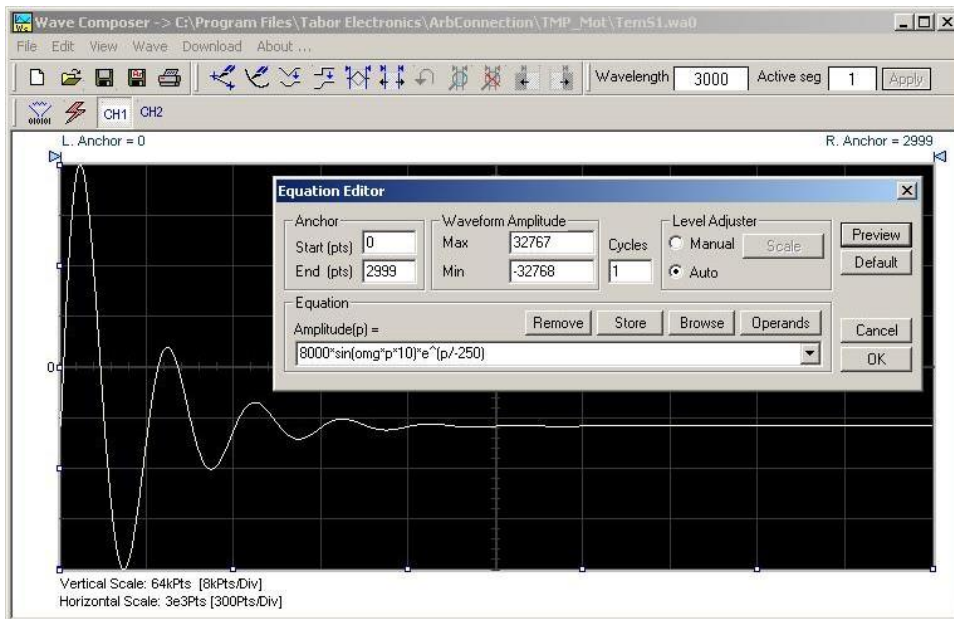 Wave Composer -> C:\Program Files\Tabor Electronics\ArbConnection\TMP_Mot\TemS1.wa0
File Edit View Wave Download About ...
Wavelength 3000 Active seg 1 Apply
010101 CH1 CH2
L. Anchor = 0 R. Anchor = 2999
Equation Editor
Anchor Waveform Amplitude Level Adjuster
Start (pts) 0 Max 32767 Cycles Manual Scale Preview
End (pts) 2999 Min -32768 1 Auto Default
Equation
Amplitude(p) = Remove Store Browse Operands Cancel
8000*sin(omg*p*10)*e^(p/-250) OK
0
Vertical Scale: 64kPts [8kPts/Div]
Horizontal Scale: 3e3Pts [300Pts/Div]